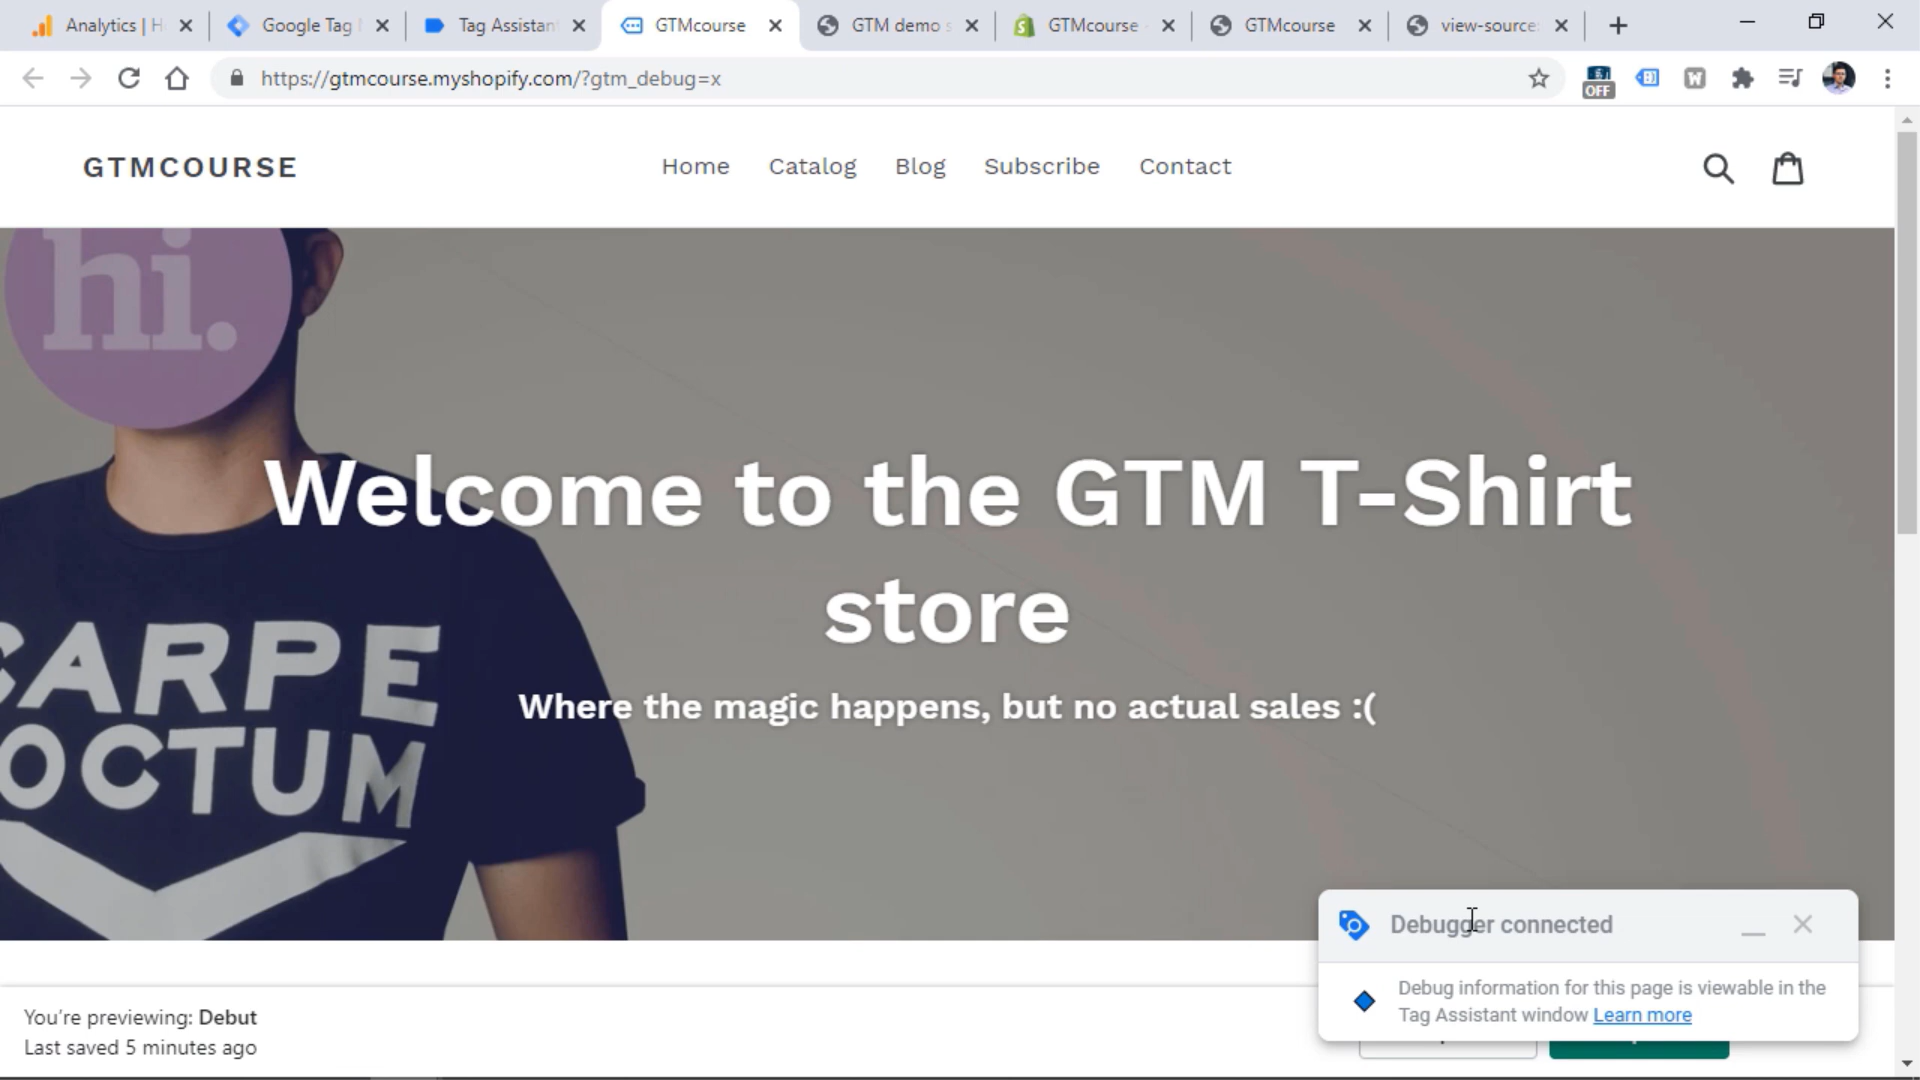 Analytics | H
Google Tag
Tag Assistan
GTMcourse
GTM demo s
GTMcourse -
GTMcourse
view-source:
https://gtmcourse.myshopify.com/?gtm_debug=x
OFF
W
GTMCOURSE
Home
Catalog
Blog
Subscribe
Contact
hi.
Welcome to the GTM T-Shirt
store
Where the magic happens, but no actual sales :(
CARPE
OCTUM
Debugger connected
Debug information for this page is viewable in the
Tag Assistant window Learn more
You're previewing: Debut
Last saved 5 minutes ago